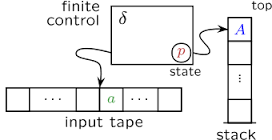 finite
control
δ
top
A
p
state
⋮
... a ...
input tape
stack